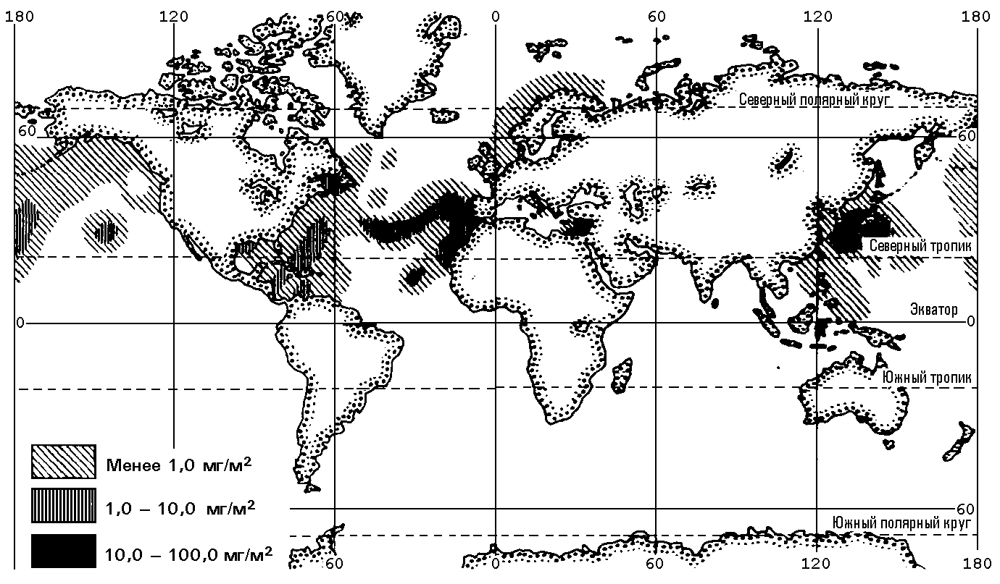 180 120 60 0 60 120 180
Северный полярный круг
60 60
Северный тропик
Экватор
0 0
Южный тропик
Менее 1,0 мг/м²
1,0 – 10,0 мг/м²
60
Южный полярный круг
10,0 – 100,0 мг/м²
60 0 60 120 180